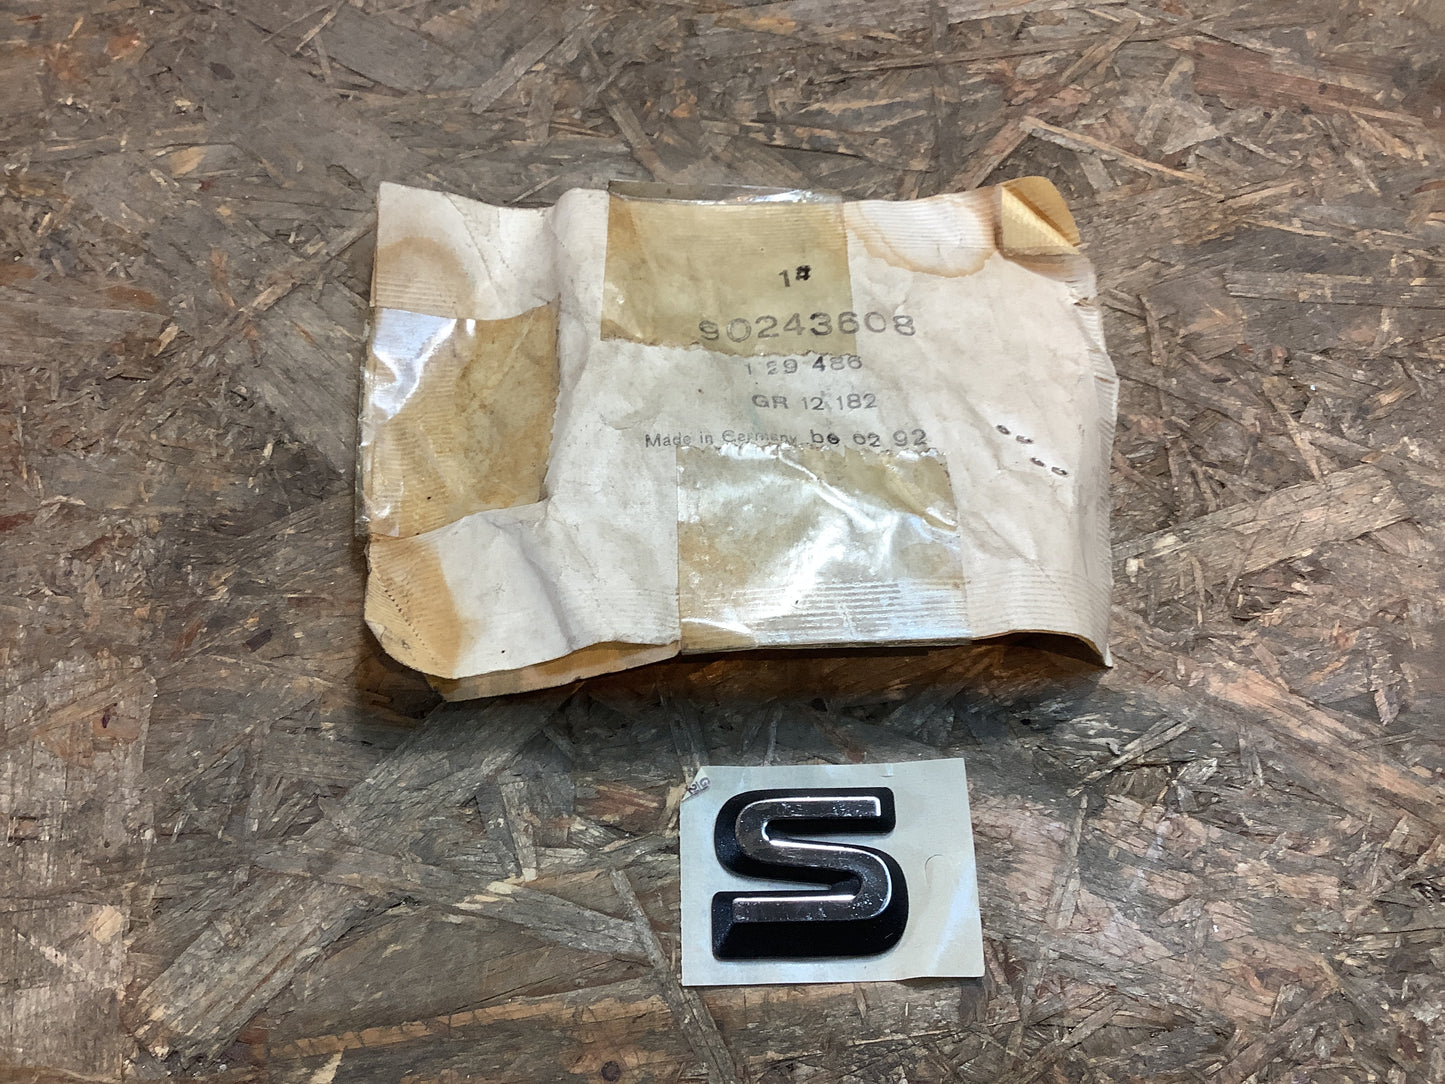 1#
90243608
1 29 486
GR 12 182
Made in Germany be 02 92
S